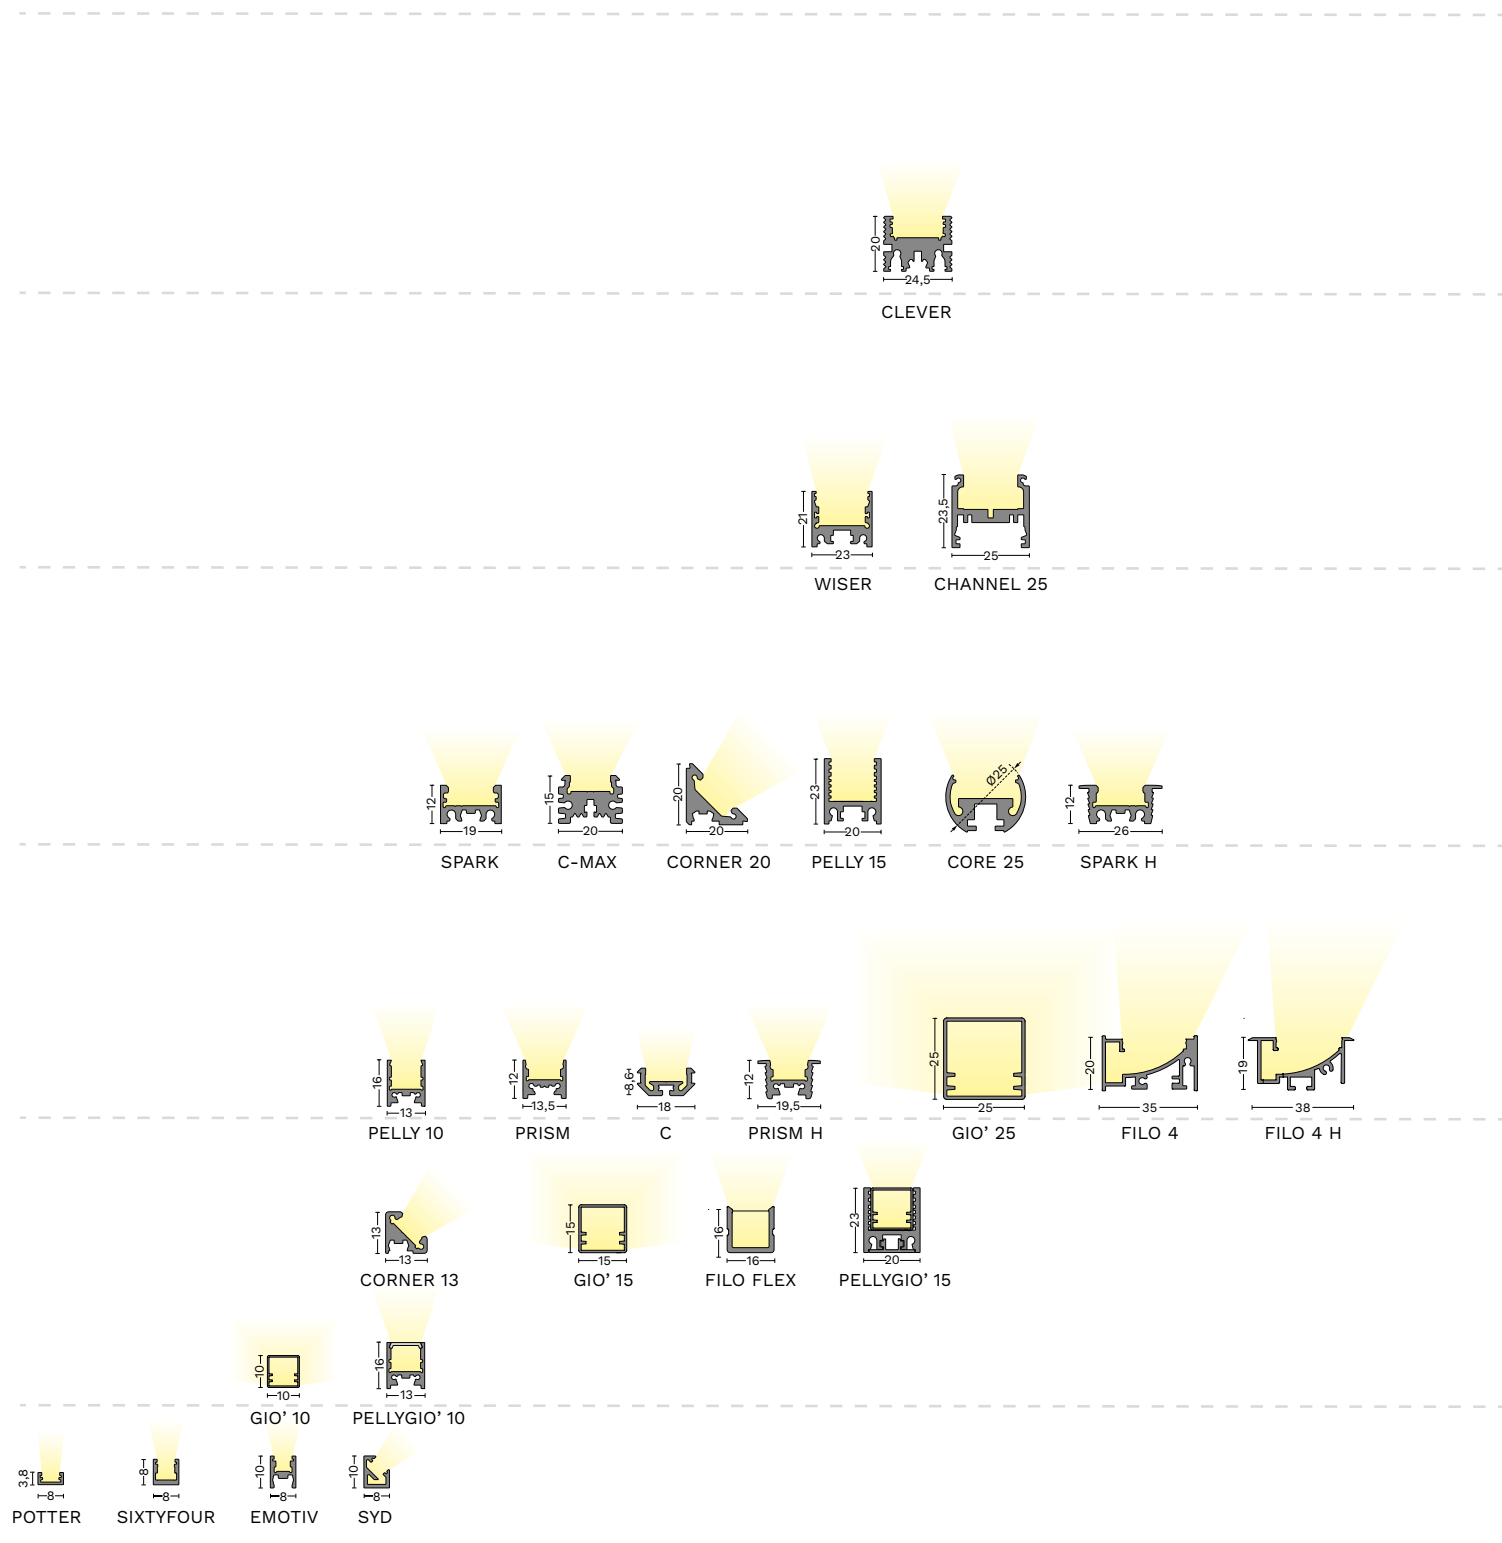 20
24,5
CLEVER
21
23
WISER
23,5
25
CHANNEL 25
12
19
SPARK
15
20
C-MAX
20
20
CORNER 20
23
20
PELLY 15
Ø25
CORE 25
12
26
SPARK H
16
13
PELLY 10
12
13,5
PRISM
8,6
18
C
12
19,5
PRISM H
25
25
GIO’ 25
20
35
FILO 4
19
38
FILO 4 H
13
13
CORNER 13
15
15
GIO’ 15
16
16
FILO FLEX
23
20
PELLYGIO’ 15
10
10
GIO’ 10
16
13
PELLYGIO’ 10
3,8
8
POTTER
8
8
SIXTYFOUR
10
8
EMOTIV
10
8
SYD